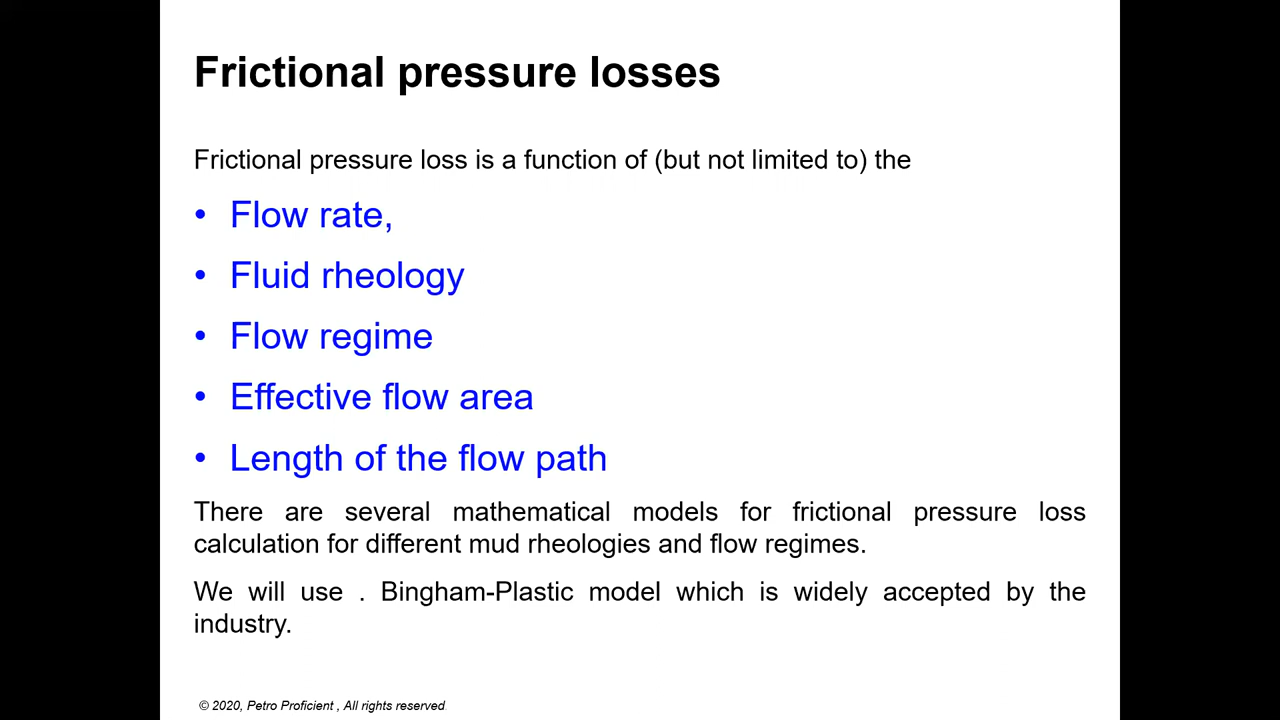 Frictional pressure losses
Frictional pressure loss is a function of (but not limited to) the
• Flow rate,
• Fluid rheology
• Flow regime
• Effective flow area
• Length of the flow path
There are several mathematical models for frictional pressure loss
calculation for different mud rheologies and flow regimes.
We will use . Bingham-Plastic model which is widely accepted by the
industry.
© 2020, Petro Proficient , All rights reserved